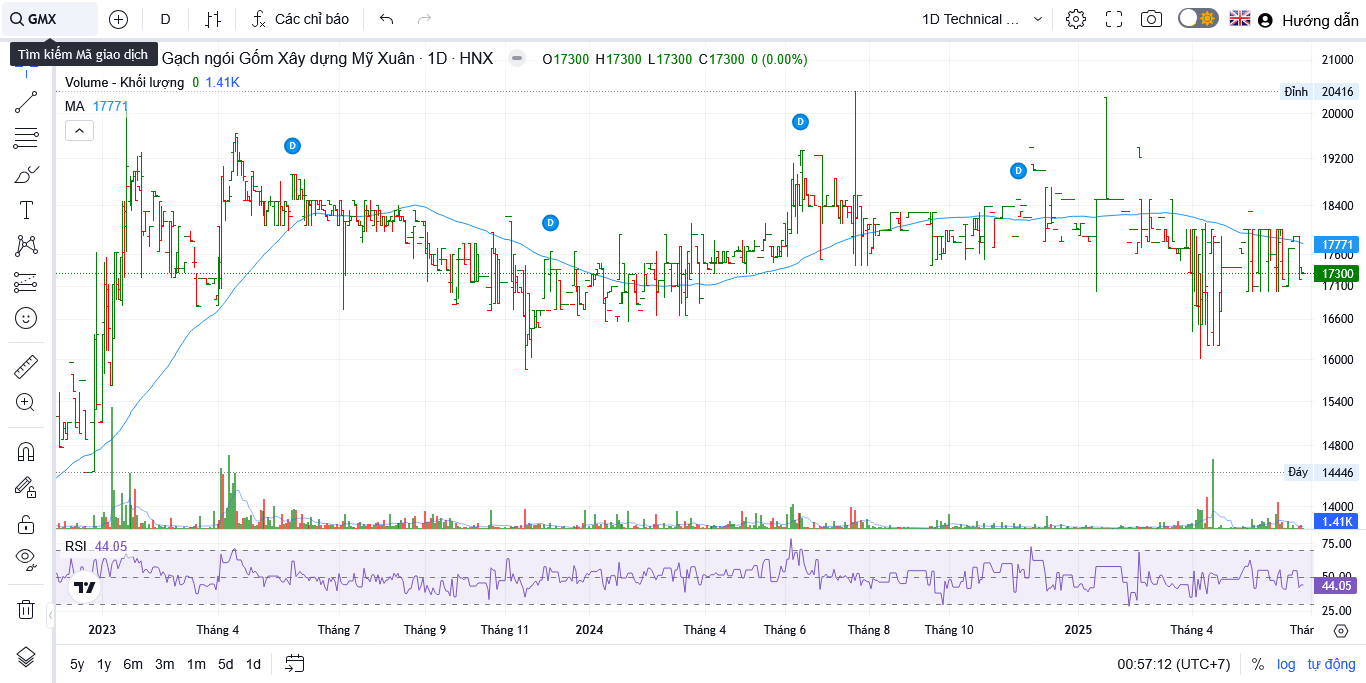 GMX
D
Các chỉ báo
1D Technical ...
Hướng dẫn
Tìm kiếm Mã giao dịch
Gạch ngói Gốm Xây dựng Mỹ Xuân · 1D · HNX
O17300 H17300 L17300 C17300 0 (0.00%)
Volume - Khối lượng 0 1.41K
MA 17771
D
D
D
D
21000
Đỉnh 20416
20000
19200
18400
17771
17600
17300
17100
16600
16000
15400
14800
Đáy 14446
14000
1.41K
RSI 44.05
75.00
50.00
44.05
25.00
2023 Tháng 4 Tháng 7 Tháng 9 Tháng 11 2024 Tháng 4 Tháng 6 Tháng 8 Tháng 10 2025 Tháng 4 Thár
5y 1y 6m 3m 1m 5d 1d
00:57:12 (UTC+7) % log tự động